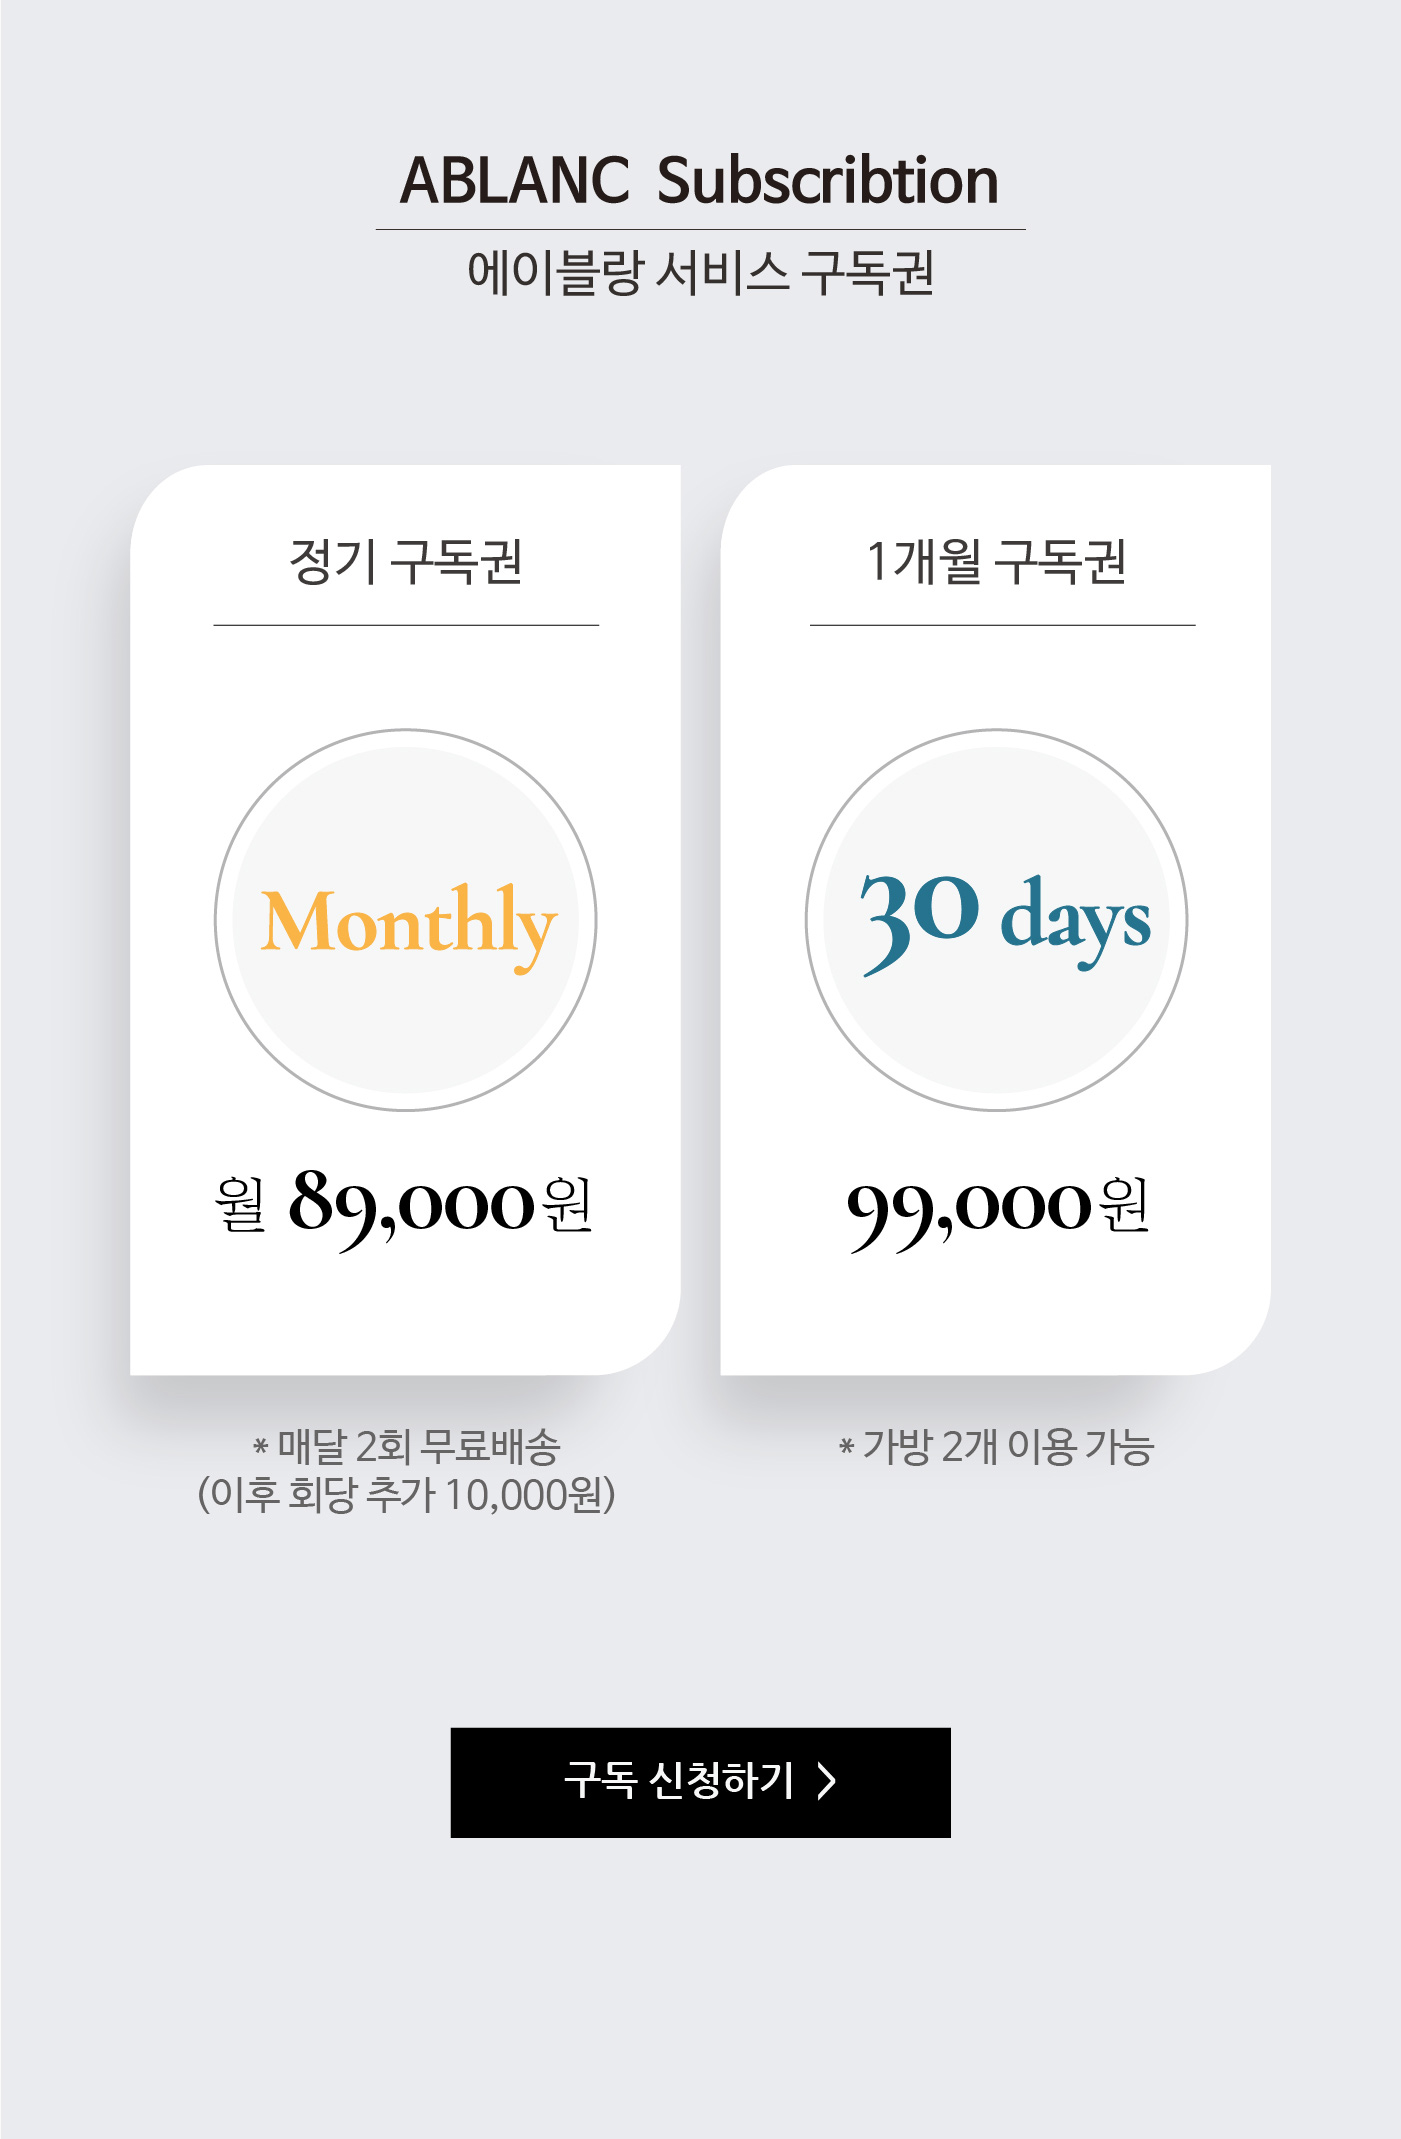 ABLANC Subscribtion
에이블랑 서비스 구독권
정기 구독권
Monthly
월 89,000원
* 매달 2회 무료배송
(이후 회당 추가 10,000원)
1개월 구독권
30 days
99,000원
* 가방 2개 이용 가능
구독 신청하기 >